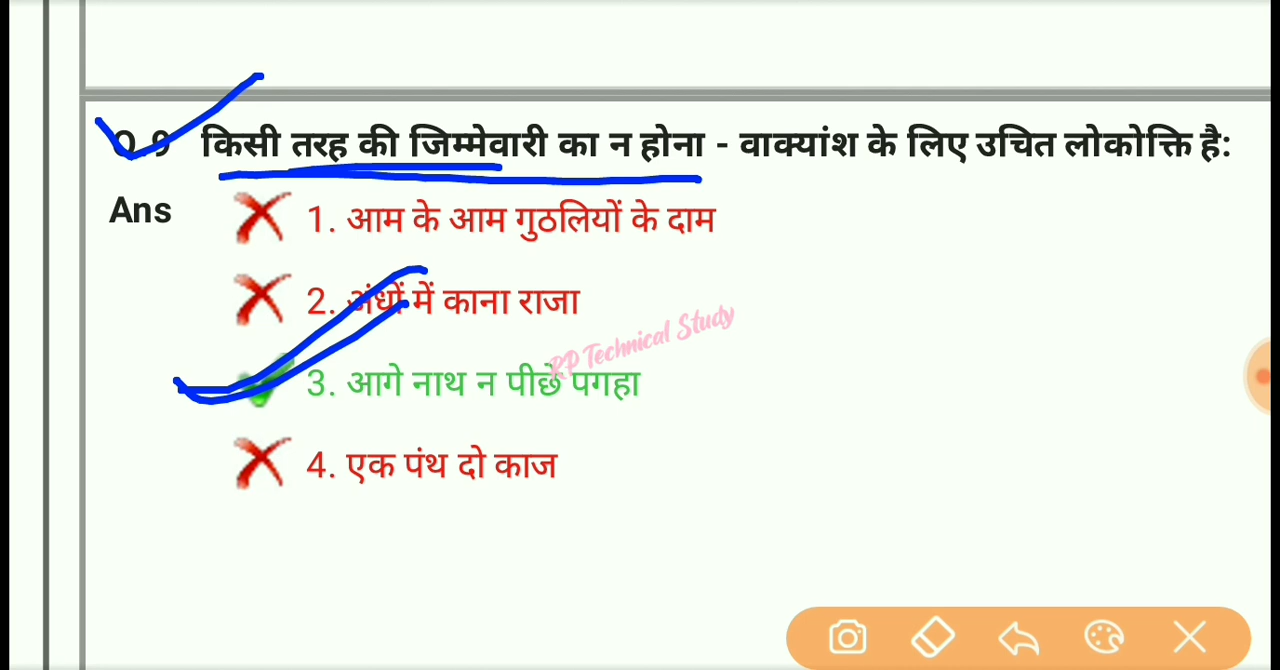 Q.9 किसी तरह की जिम्मेवारी का न होना - वाक्यांश के लिए उचित लोकोक्ति है:
Ans 1. आम के आम गुठलियों के दाम
2. अंधों में काना राजा
RP Technical Study
3. आगे नाथ न पीछे पगहा
4. एक पंथ दो काज